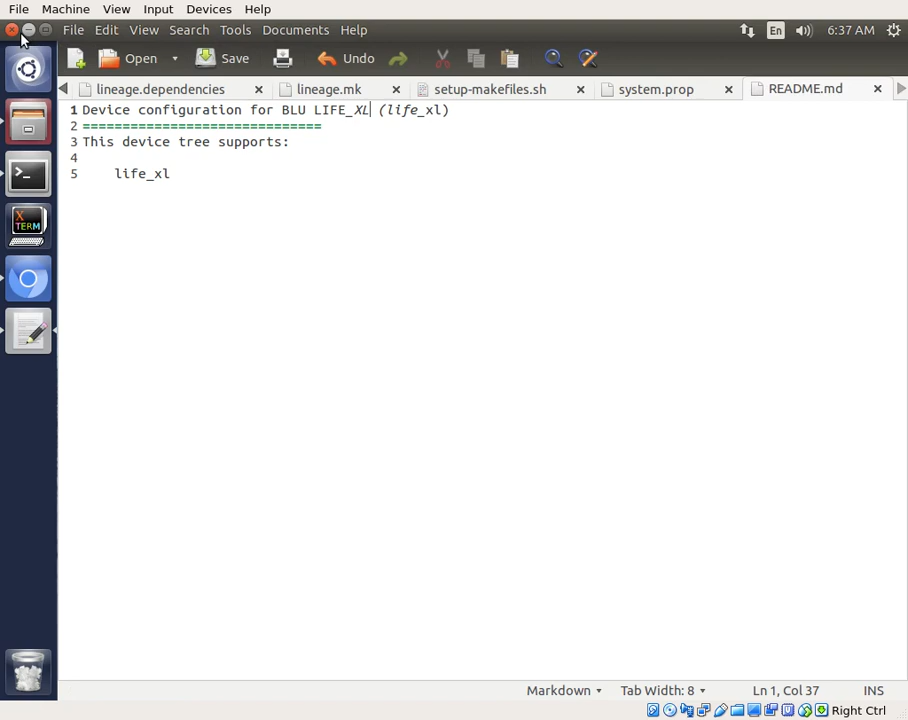 File Machine View Input Devices Help
File Edit View Search Tools Documents Help En 6:37 AM
Open Save Undo
lineage.dependencies lineage.mk setup-makefiles.sh system.prop README.md
1 Device configuration for BLU LIFE_XL (life_xl)
2 ==============================
3 This device tree supports:
4
5 life_xl
X
TERM
Markdown Tab Width: 8 Ln 1, Col 37 INS
Right Ctrl